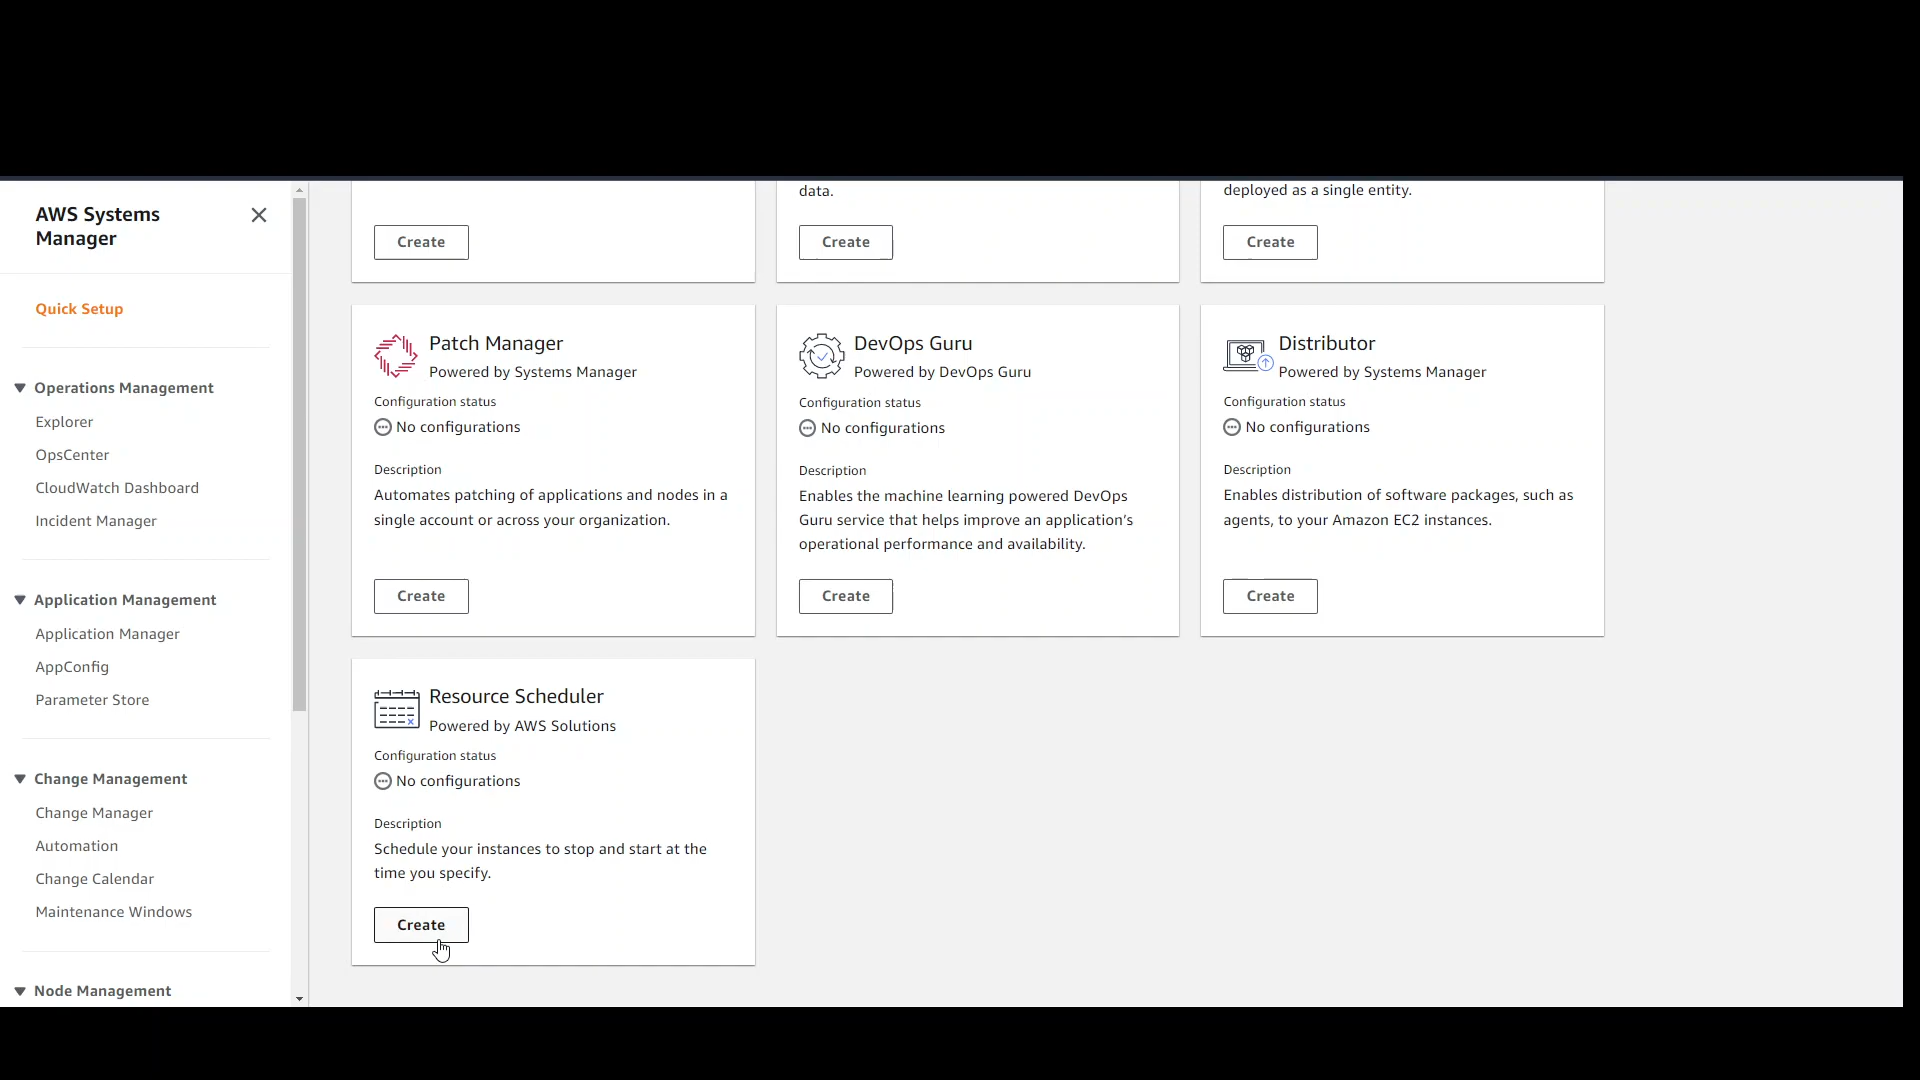 AWS Systems
Manager
Quick Setup
Operations Management
Explorer
OpsCenter
CloudWatch Dashboard
Incident Manager
Application Management
Application Manager
AppConfig
Parameter Store
Change Management
Change Manager
Automation
Change Calendar
Maintenance Windows
Node Management
Create
data.
Create
deployed as a single entity.
Create
Patch Manager
Powered by Systems Manager
Configuration status
No configurations
Description
Automates patching of applications and nodes in a
single account or across your organization.
Create
DevOps Guru
Powered by DevOps Guru
Configuration status
No configurations
Description
Enables the machine learning powered DevOps
Guru service that helps improve an application’s
operational performance and availability.
Create
Distributor
Powered by Systems Manager
Configuration status
No configurations
Description
Enables distribution of software packages, such as
agents, to your Amazon EC2 instances.
Create
Resource Scheduler
Powered by AWS Solutions
Configuration status
No configurations
Description
Schedule your instances to stop and start at the
time you specify.
Create